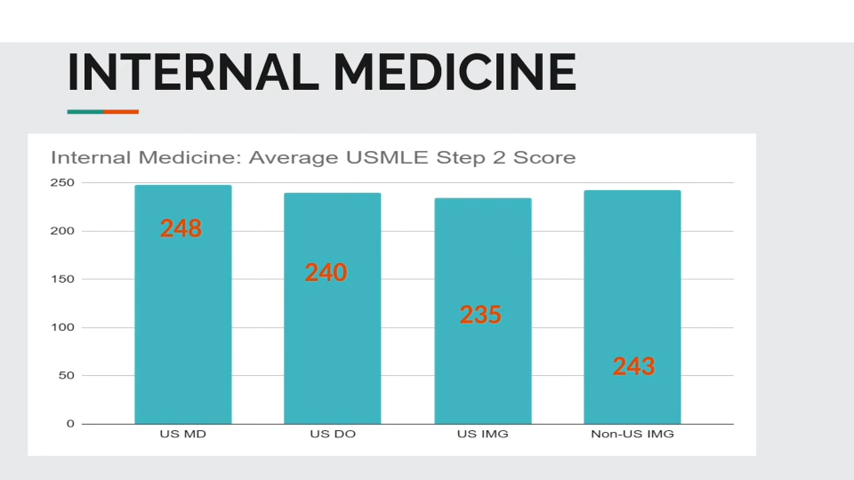 INTERNAL MEDICINE
Internal Medicine: Average USMLE Step 2 Score
250
200
150
100
50
0
248
240
235
243
US MD
US DO
US IMG
Non-US IMG